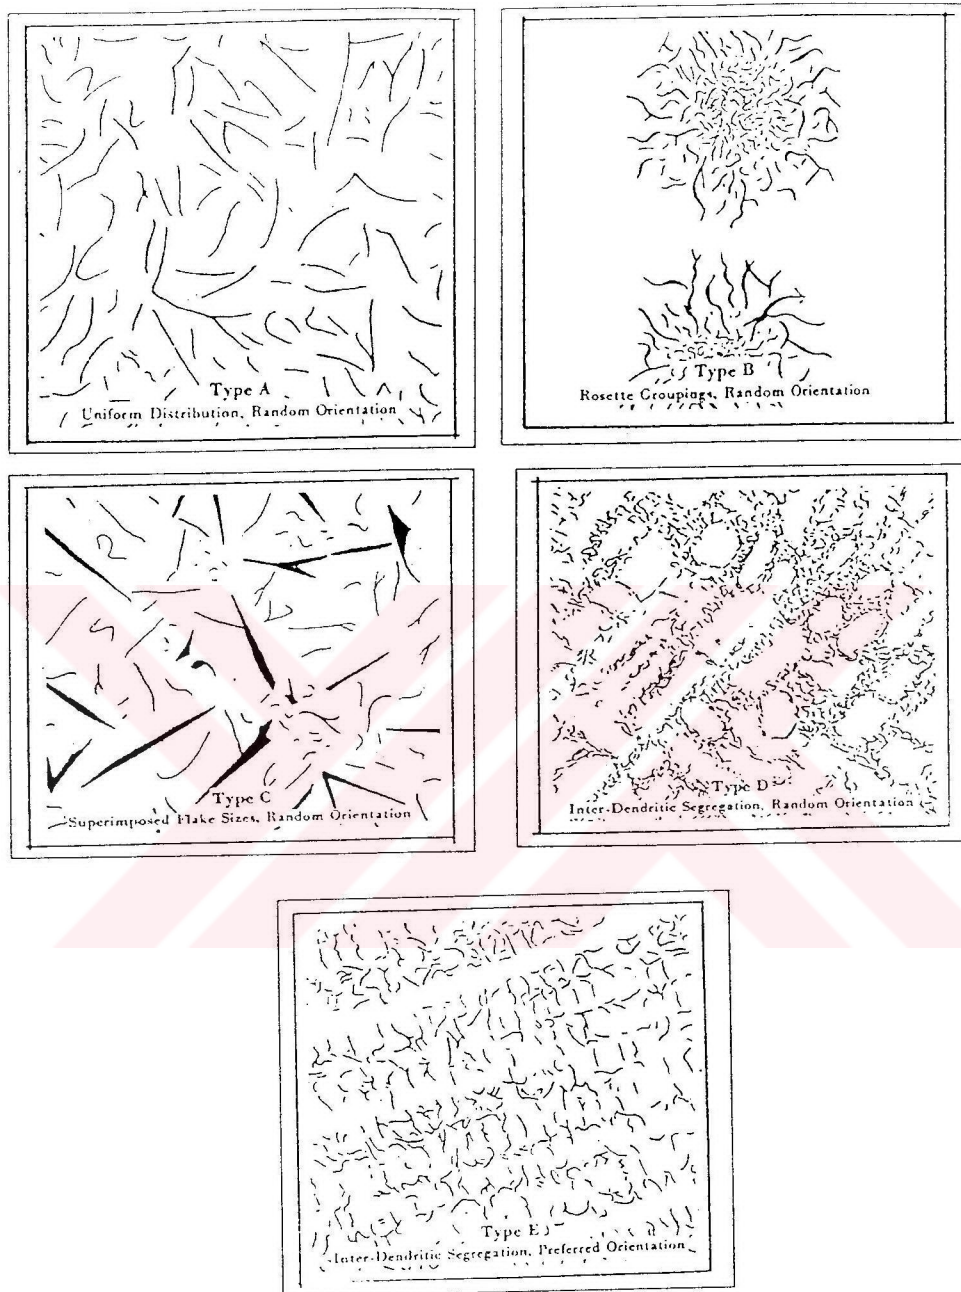 Type A
Uniform Distribution, Random Orientation
Type B
Rosette Groupings, Random Orientation
Type C
Superimposed Flake Sizes, Random Orientation
Type D
Inter-Dendritic Segregation, Random Orientation
Type E
Inter-Dendritic Segregation, Preferred Orientation